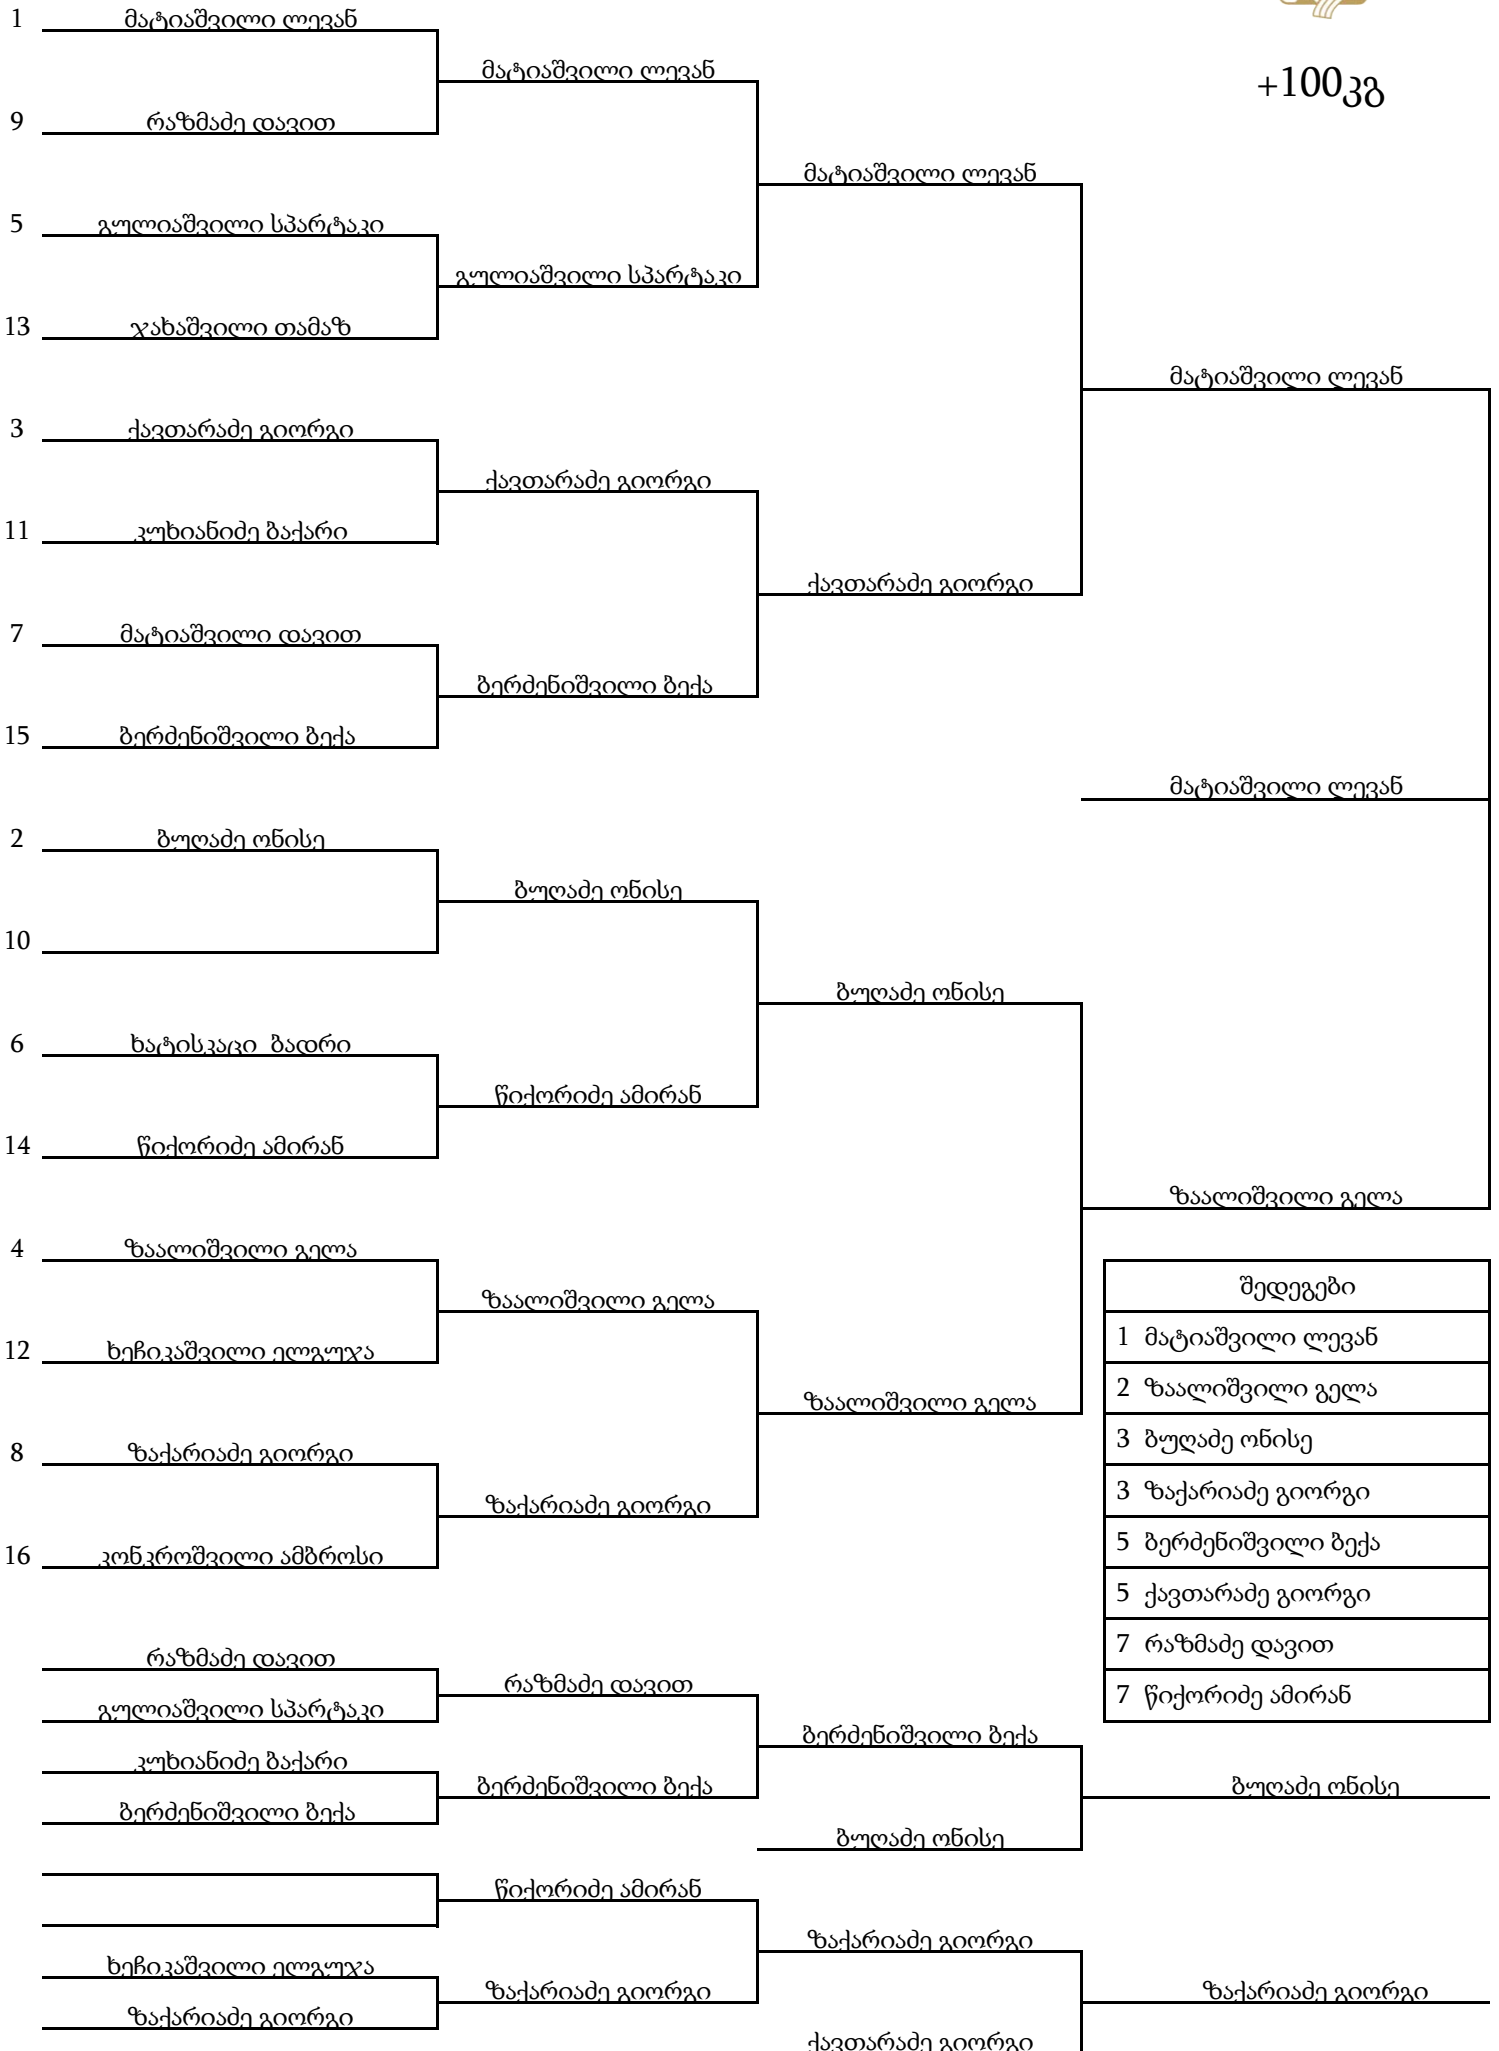 1 მატიაშვილი ლევან
მატიაშვილი ლევან
+100კგ
9 რაზმაძე დავით
მატიაშვილი ლევან
5 გულიაშვილი სპარტაკი
გულიაშვილი სპარტაკი
13 ჯახაშვილი თამაზ
მატიაშვილი ლევან
3 ქავთარაძე გიორგი
ქავთარაძე გიორგი
11 კუხიანიძე ბაქარი
ქავთარაძე გიორგი
7 მატიაშვილი დავით
ბერძენიშვილი ბექა
15 ბერძენიშვილი ბექა
მატიაშვილი ლევან
2 ბუღაძე ონისე
ბუღაძე ონისე
10
ბუღაძე ონისე
6 ხატისკაცი ბადრი
წიქორიძე ამირან
14 წიქორიძე ამირან
ზაალიშვილი გელა
4 ზაალიშვილი გელა
შედეგები
ზაალიშვილი გელა
1 მატიაშვილი ლევან
12 ხეჩიკაშვილი ელგუჯა
2 ზაალიშვილი გელა
ზაალიშვილი გელა
3 ბუღაძე ონისე
8 ზაქარიაძე გიორგი
3 ზაქარიაძე გიორგი
ზაქარიაძე გიორგი
5 ბერძენიშვილი ბექა
16 კონკროშვილი ამბროსი
5 ქავთარაძე გიორგი
7 რაზმაძე დავით
7 წიქორიძე ამირან
რაზმაძე დავით
რაზმაძე დავით
გულიაშვილი სპარტაკი
ბერძენიშვილი ბექა
კუხიანიძე ბაქარი
ბერძენიშვილი ბექა
ბუღაძე ონისე
ბერძენიშვილი ბექა
ბუღაძე ონისე
წიქორიძე ამირან
ზაქარიაძე გიორგი
ხეჩიკაშვილი ელგუჯა
ზაქარიაძე გიორგი
ზაქარიაძე გიორგი
ზაქარიაძე გიორგი
ქავთარაძე გიორგი